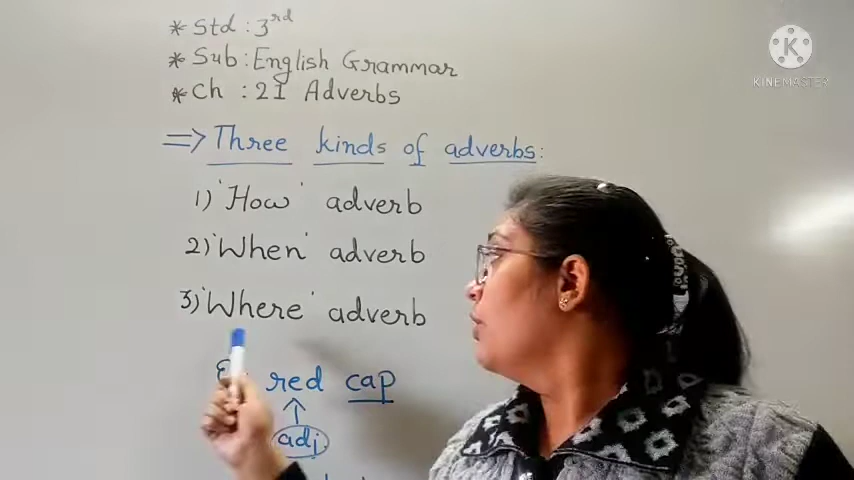 * Std : 3rd
* Sub : English Grammar
* Ch : 21 Adverbs
⇒ Three kinds of adverbs:
1) 'How' adverb
2) 'When' adverb
3) 'Where' adverb
red cap
adj
KINEMASTER